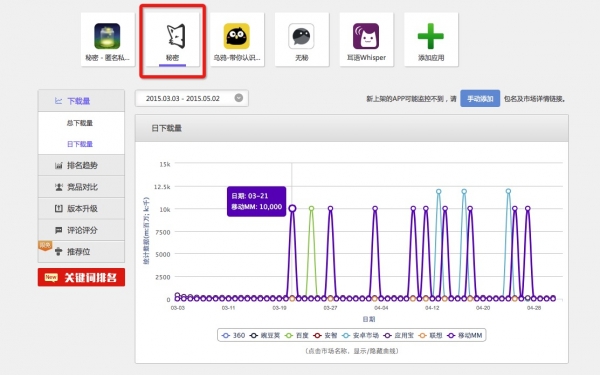 秘密 - 匿名私...
秘密
乌鸦-带你认识...
无秘
耳语Whisper
添加应用
下载量
总下载量
日下载量
排名趋势
竞品对比
版本升级
评论评分
推荐位
New 关键词排名
2015.03.03 - 2015.05.02
新上架的APP可能监控不到，请 手动添加 包名及市场详情链接。
日下载量
统计数据(m:百万; k:千)
15k
12.5k
10k
7.5k
5k
2.5k
0k
日期: 03-21
移动MM: 10,000
03-03 03-11 03-19 03-27 04-04 04-12 04-20 04-28
日期
360 豌豆荚 百度 安智 安卓市场 应用宝 联想 移动MM
(点击市场名称、显示/隐藏曲线)